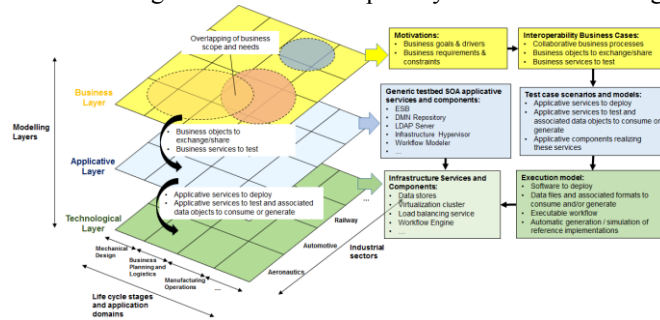 Overlapping of business
scope and needs
Business
Layer
Modelling
Layers
• Business objects to
exchange/share
• Business services to test
Applicative
Layer
• Applicative services to deploy
• Applicative services to test and associated
data objects to consume or generate
Technological
Layer
Mechanical
Design
Business
Planning and
Logistics
Manufacturing
Operations
...
Life cycle stages
and application
domains
Aeronautics
Automotive
Railway
...
Industrial
sectors
Motivations:
• Business goals & drivers
• Business requirements &
constraints
Interoperability Business Cases:
• Collaborative business processes
• Business objects to exchange/share
• Business services to test
Generic testbed SOA applicative
services and components:
• ESB
• DMN Repository
• LDAP Server
• Infrastructure Hypervisor
• Workflow Modeler
• ...
Test case scenarios and models:
• Applicative services to deploy
• Applicative services to test and
associated data objects to consume or
generate
• Applicative components realizing
these services
Infrastructure Services and
Components:
• Data stores
• Virtualization cluster
• Load balancing service
• Workflow Engine
• ...
Execution model:
• Software to deploy
• Data files and associated formats to
consume and/or generate
• Executable workflow
• Automatic generation / simulation of
reference implementations